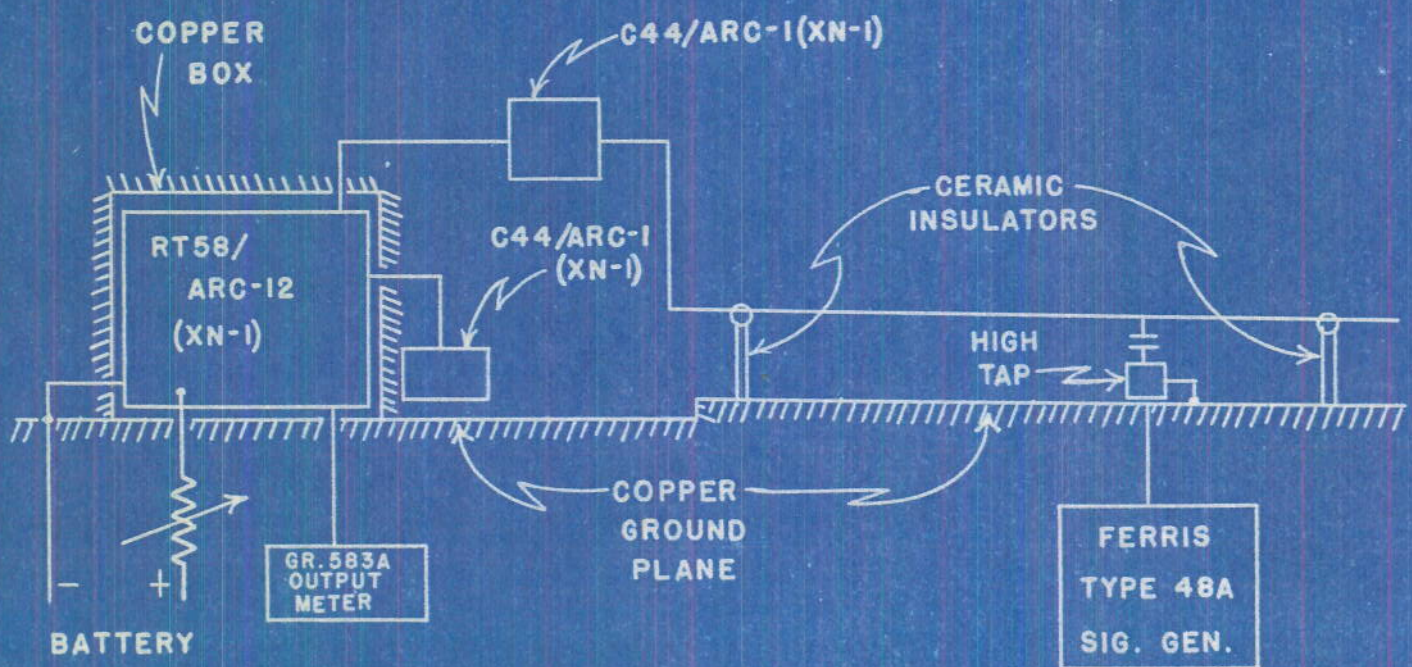 COPPER
BOX
C44/ARC-1(XN-1)
RT58/
ARC-12
(XN-1)
C44/ARC-1
(XN-1)
CERAMIC
INSULATORS
HIGH
TAP
COPPER
GROUND
PLANE
GR.583A
OUTPUT
METER
- +
BATTERY
FERRIS
TYPE 48A
SIG. GEN.